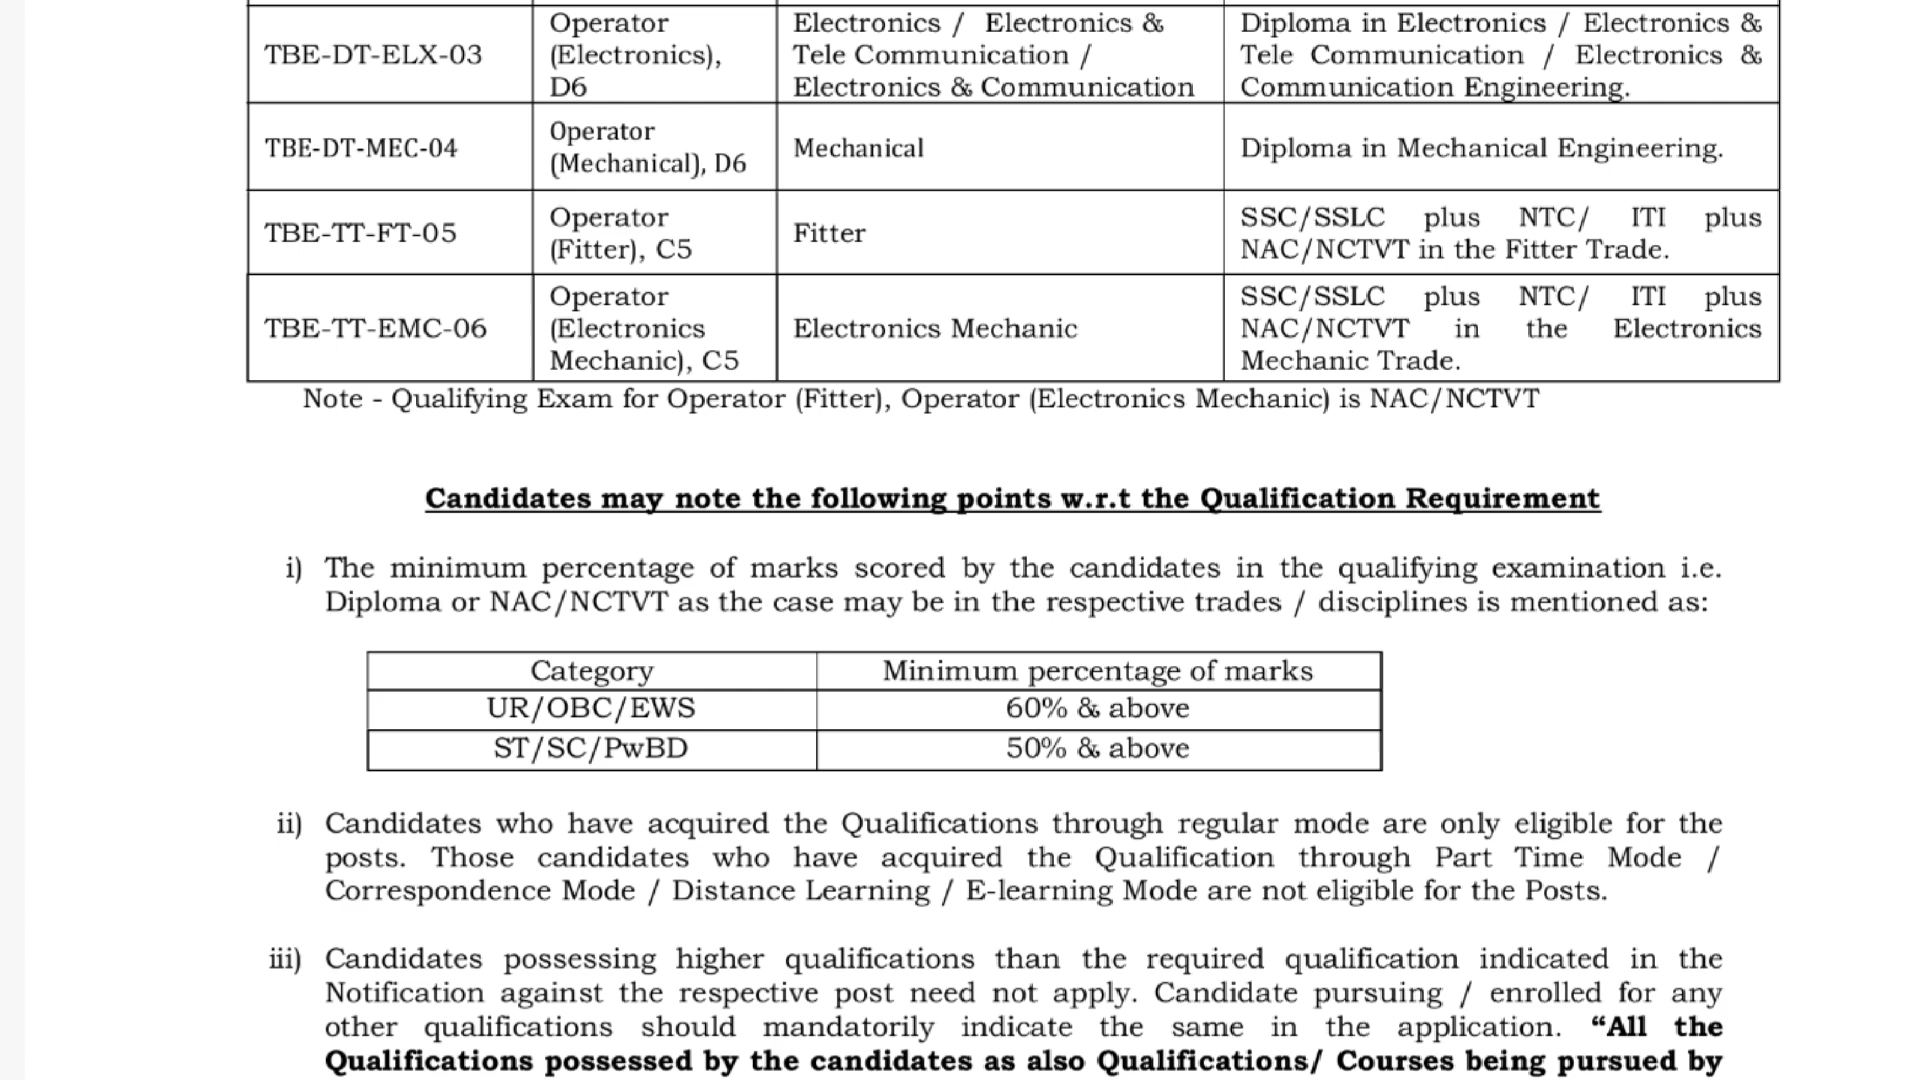 TBE-DT-ELX-03
Operator
(Electronics),
D6
Electronics / Electronics &
Tele Communication /
Electronics & Communication
Diploma in Electronics / Electronics &
Tele Communication / Electronics &
Communication Engineering.
TBE-DT-MEC-04
Operator
(Mechanical), D6
Mechanical
Diploma in Mechanical Engineering.
TBE-TT-FT-05
Operator
(Fitter), C5
Fitter
SSC/SSLC plus NTC/ ITI plus
NAC/NCTVT in the Fitter Trade.
TBE-TT-EMC-06
Operator
(Electronics
Mechanic), C5
Electronics Mechanic
SSC/SSLC plus NTC/ ITI plus
NAC/NCTVT in the Electronics
Mechanic Trade.
Note - Qualifying Exam for Operator (Fitter), Operator (Electronics Mechanic) is NAC/NCTVT
Candidates may note the following points w.r.t the Qualification Requirement
i) The minimum percentage of marks scored by the candidates in the qualifying examination i.e.
Diploma or NAC/NCTVT as the case may be in the respective trades / disciplines is mentioned as:
Category Minimum percentage of marks
UR/OBC/EWS 60% & above
ST/SC/PwBD 50% & above
ii) Candidates who have acquired the Qualifications through regular mode are only eligible for the
posts. Those candidates who have acquired the Qualification through Part Time Mode /
Correspondence Mode / Distance Learning / E-learning Mode are not eligible for the Posts.
iii) Candidates possessing higher qualifications than the required qualification indicated in the
Notification against the respective post need not apply. Candidate pursuing / enrolled for any
other qualifications should mandatorily indicate the same in the application. “All the
Qualifications possessed by the candidates as also Qualifications/ Courses being pursued by